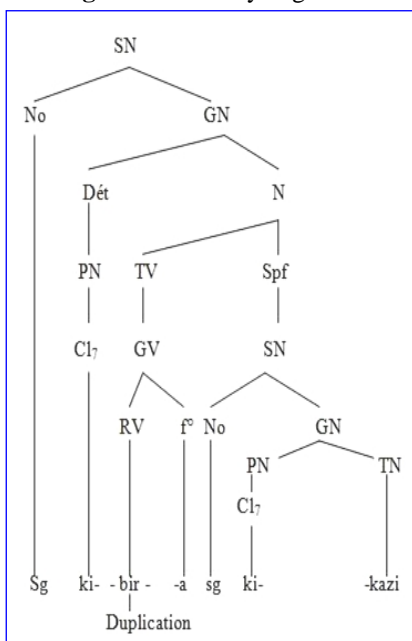 SN
No GN
Dét N
PN TV Spf
Cl₇ GV SN
RV f° No GN
PN TN
Cl₇
Sg ki- - bir - -a sg ki- -kazi
Duplication